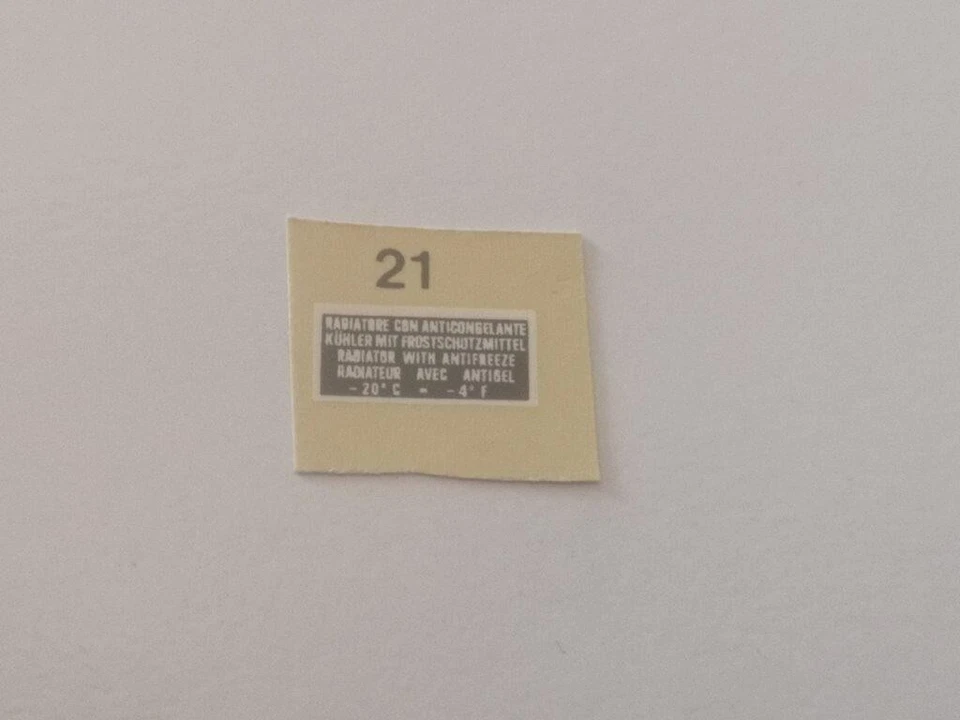 21
RADIATORE CON ANTICONGELANTE
KÜHLER MIT FROSTSCHUTZMITTEL
RADIATOR WITH ANTIFREEZE
RADIATEUR AVEC ANTIGEL
-20° C = -4° F